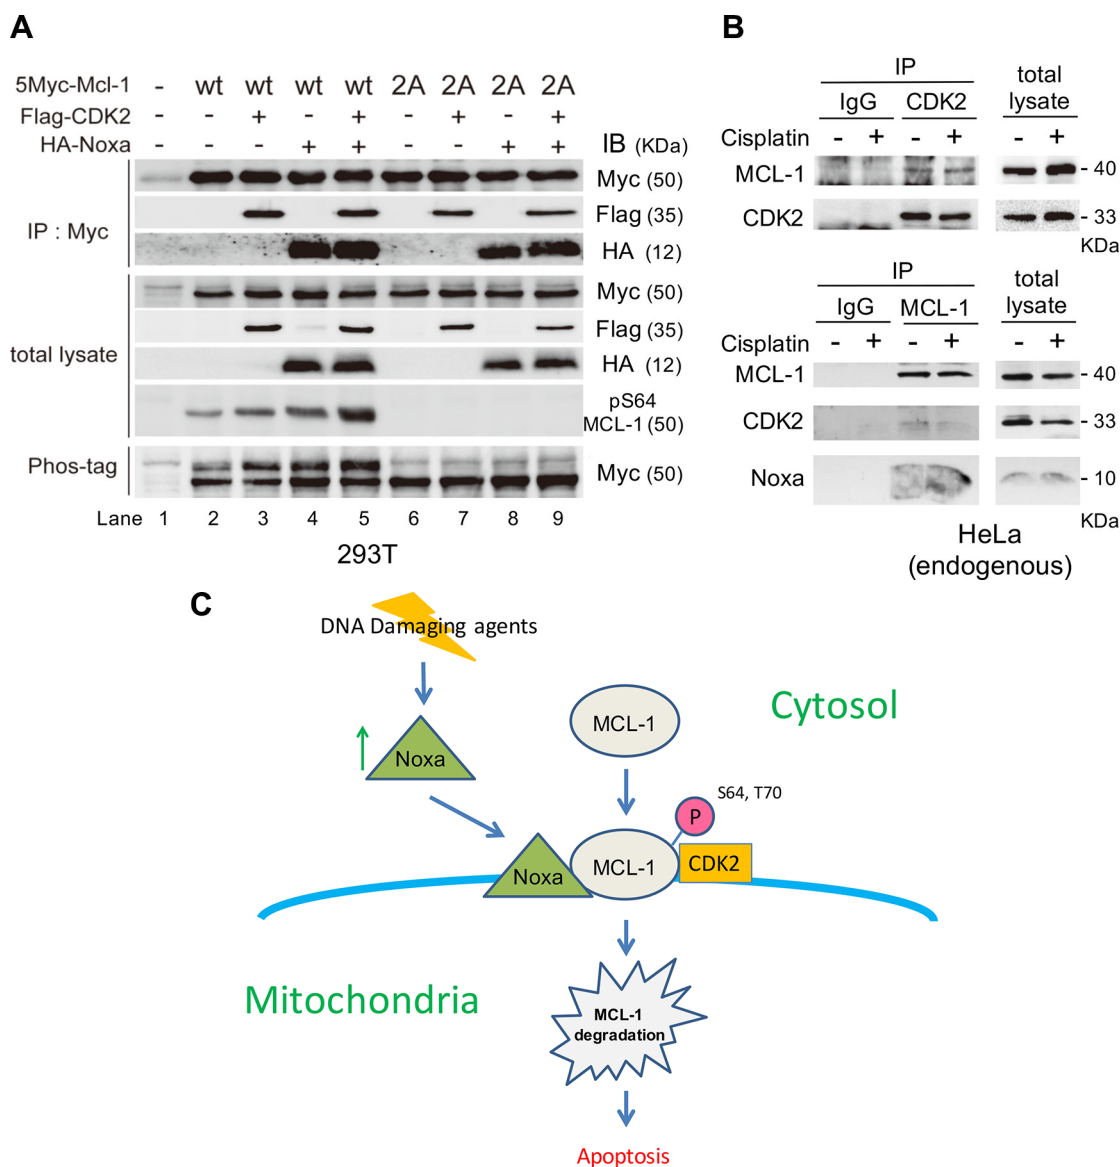 A
5Myc-Mcl-1 - wt wt wt wt 2A 2A 2A 2A
Flag-CDK2 - - + - + - + - +
HA-Noxa - - - + + - - + + IB (KDa)
IP : Myc
Myc (50)
Flag (35)
HA (12)
total lysate
Myc (50)
Flag (35)
HA (12)
pS64
MCL-1 (50)
Phos-tag
Myc (50)
Lane 1 2 3 4 5 6 7 8 9
293T
B
IP
total
lysate
IgG CDK2
Cisplatin - + - + - +
MCL-1 - 40
CDK2 - 33
KDa
IP
total
lysate
IgG MCL-1
Cisplatin - + - + - +
MCL-1 - 40
CDK2 - 33
Noxa - 10
KDa
HeLa
(endogenous)
C
DNA Damaging agents
Noxa
MCL-1
Cytosol
S64, T70
P
Noxa
MCL-1
CDK2
Mitochondria
MCL-1
degradation
Apoptosis